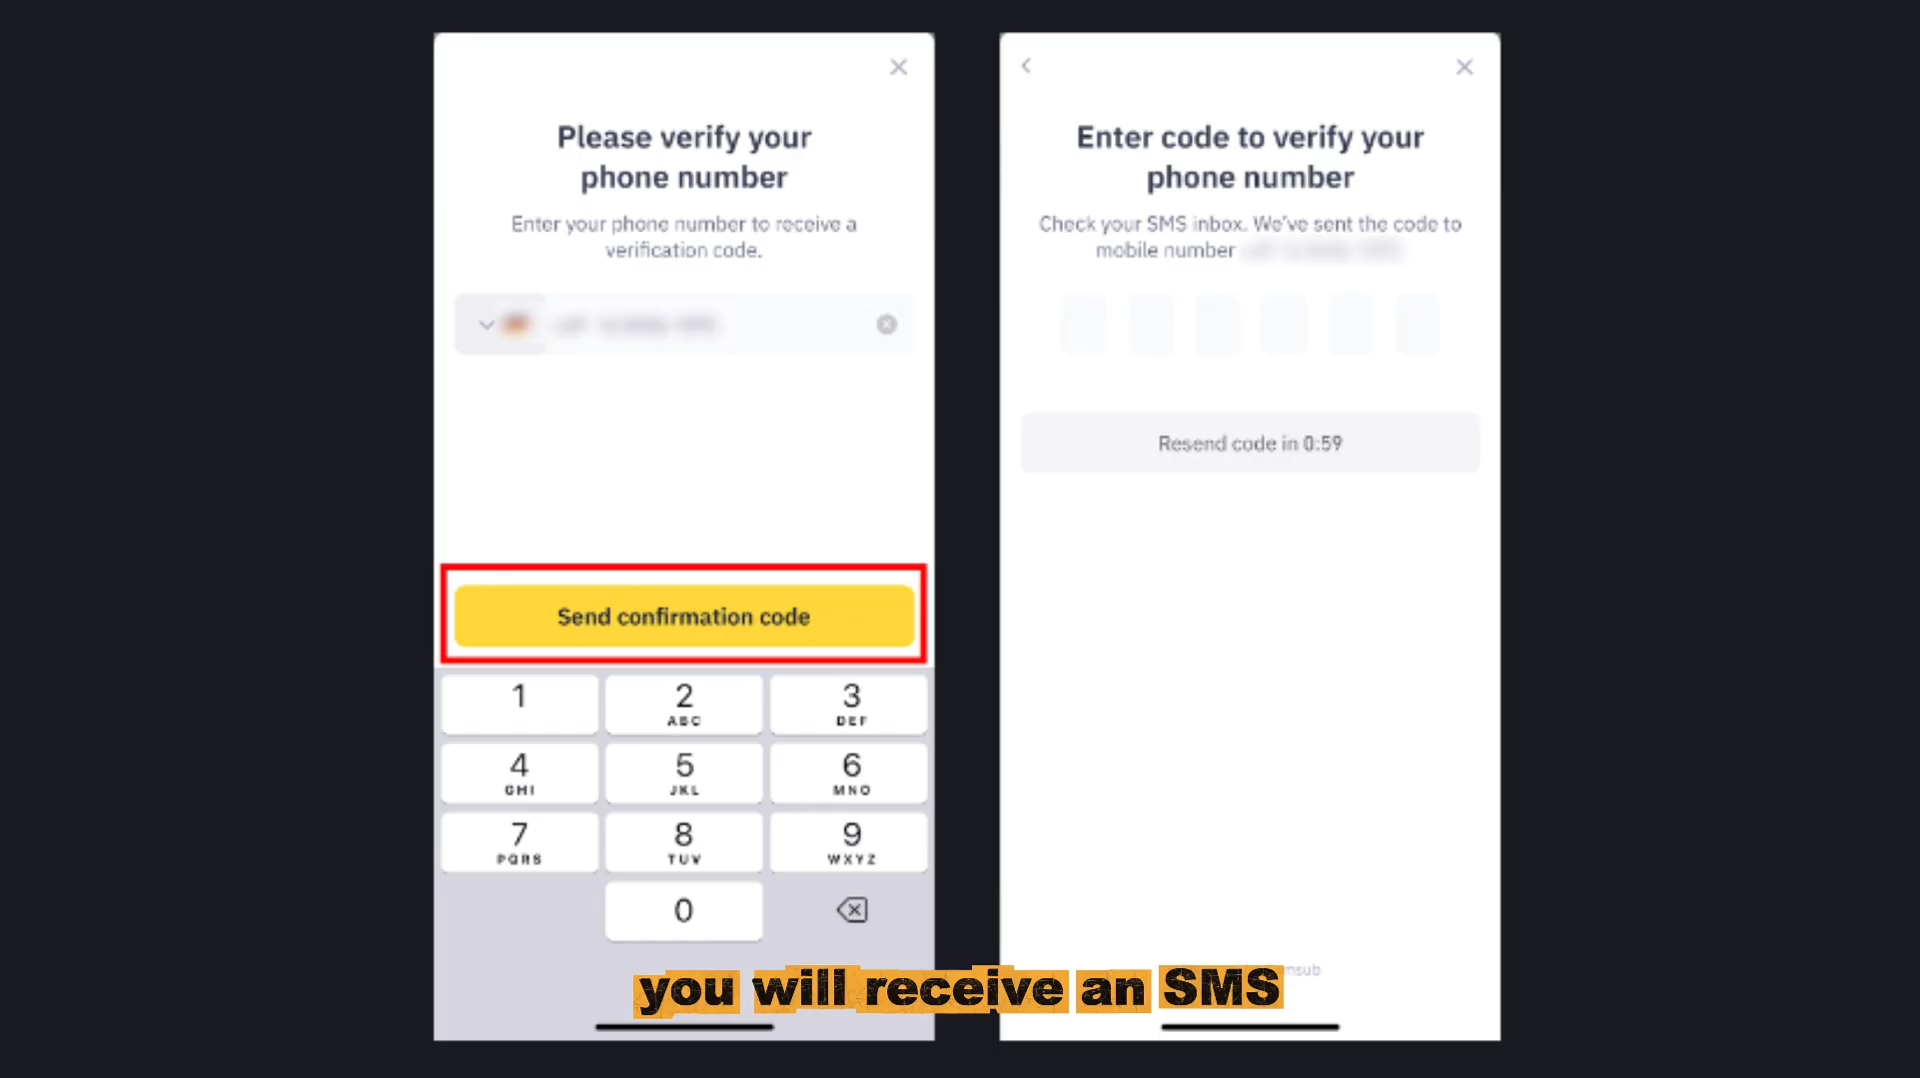 Please verify your
phone number
Enter your phone number to receive a
verification code.
Send confirmation code
1
2
ABC
3
DEF
4
GHI
5
JKL
6
MNO
7
PQRS
8
TUV
9
WXYZ
0
Enter code to verify your
phone number
Check your SMS inbox. We've sent the code to
mobile number
Resend code in 0:59
you will receive an SMS